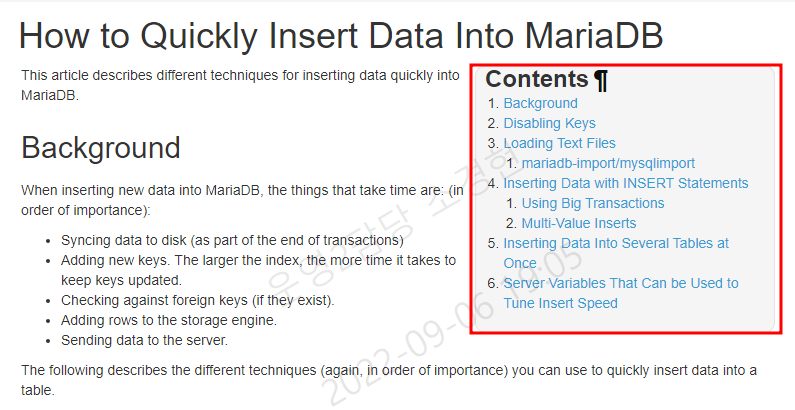 How to Quickly Insert Data Into MariaDB
This article describes different techniques for inserting data quickly into
MariaDB.
Contents ¶
1. Background
2. Disabling Keys
3. Loading Text Files
1. mariadb-import/mysqlimport
4. Inserting Data with INSERT Statements
1. Using Big Transactions
2. Multi-Value Inserts
5. Inserting Data Into Several Tables at
Once
6. Server Variables That Can be Used to
Tune Insert Speed
Background
When inserting new data into MariaDB, the things that take time are: (in
order of importance):
• Syncing data to disk (as part of the end of transactions)
• Adding new keys. The larger the index, the more time it takes to
keep keys updated.
• Checking against foreign keys (if they exist).
• Adding rows to the storage engine.
• Sending data to the server.
The following describes the different techniques (again, in order of importance) you can use to quickly insert data into a
table.
운영2담당 소경환
2022-09-06 19:05